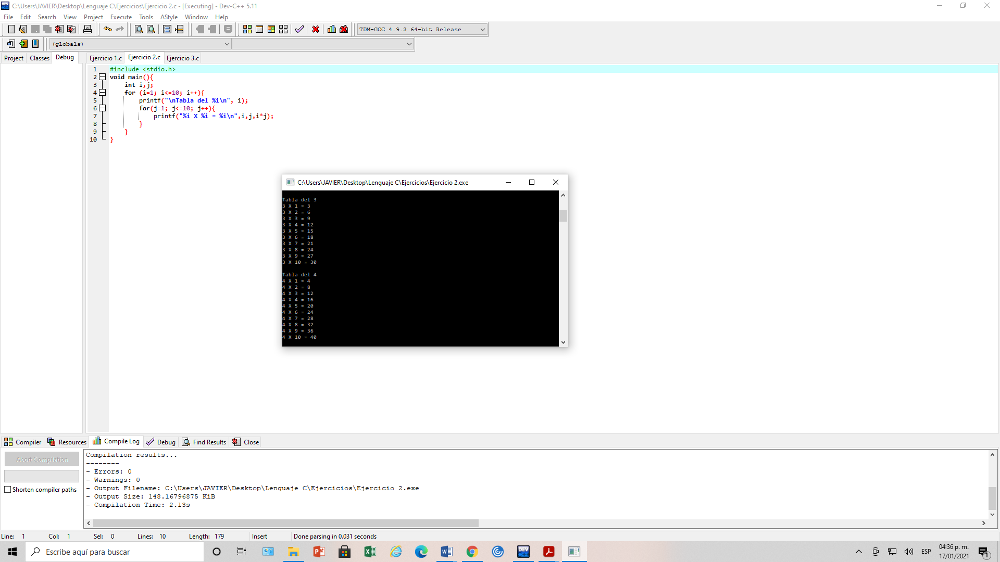 C:\Users\JAVIER\Desktop\Lenguaje C\Ejercicios\Ejercicio 2.c - [Executing] - Dev-C++ 5.11
File Edit Search View Project Execute Tools AStyle Window Help
TDM-GCC 4.9.2 64-bit Release
(globals)
Project Classes Debug
Ejercicio 1.c Ejercicio 2.c Ejercicio 3.c
1 #include <stdio.h>
2 void main(){
3 int i,j;
4 for (i=1; i<=10; i++){
5 printf("\nTabla del %i\n", i);
6 for(j=1; j<=10; j++){
7 printf("%i X %i = %i\n",i,j,i*j);
8 }
9 }
10 }
C:\Users\JAVIER\Desktop\Lenguaje C\Ejercicios\Ejercicio 2.exe
Tabla del 3
3 X 1 = 3
3 X 2 = 6
3 X 3 = 9
3 X 4 = 12
3 X 5 = 15
3 X 6 = 18
3 X 7 = 21
3 X 8 = 24
3 X 9 = 27
3 X 10 = 30
Tabla del 4
4 X 1 = 4
4 X 2 = 8
4 X 3 = 12
4 X 4 = 16
4 X 5 = 20
4 X 6 = 24
4 X 7 = 28
4 X 8 = 32
4 X 9 = 36
4 X 10 = 40
Compiler Resources Compile Log Debug Find Results Close
Abort Compilation
Shorten compiler paths
Compilation results...
--------
- Errors: 0
- Warnings: 0
- Output Filename: C:\Users\JAVIER\Desktop\Lenguaje C\Ejercicios\Ejercicio 2.exe
- Output Size: 148.16796875 KiB
- Compilation Time: 2.13s
Line: 1 Col: 1 Sel: 0 Lines: 10 Length: 179 Insert Done parsing in 0.031 seconds
Escribe aquí para buscar
ESP
04:36 p. m.
17/01/2021
1